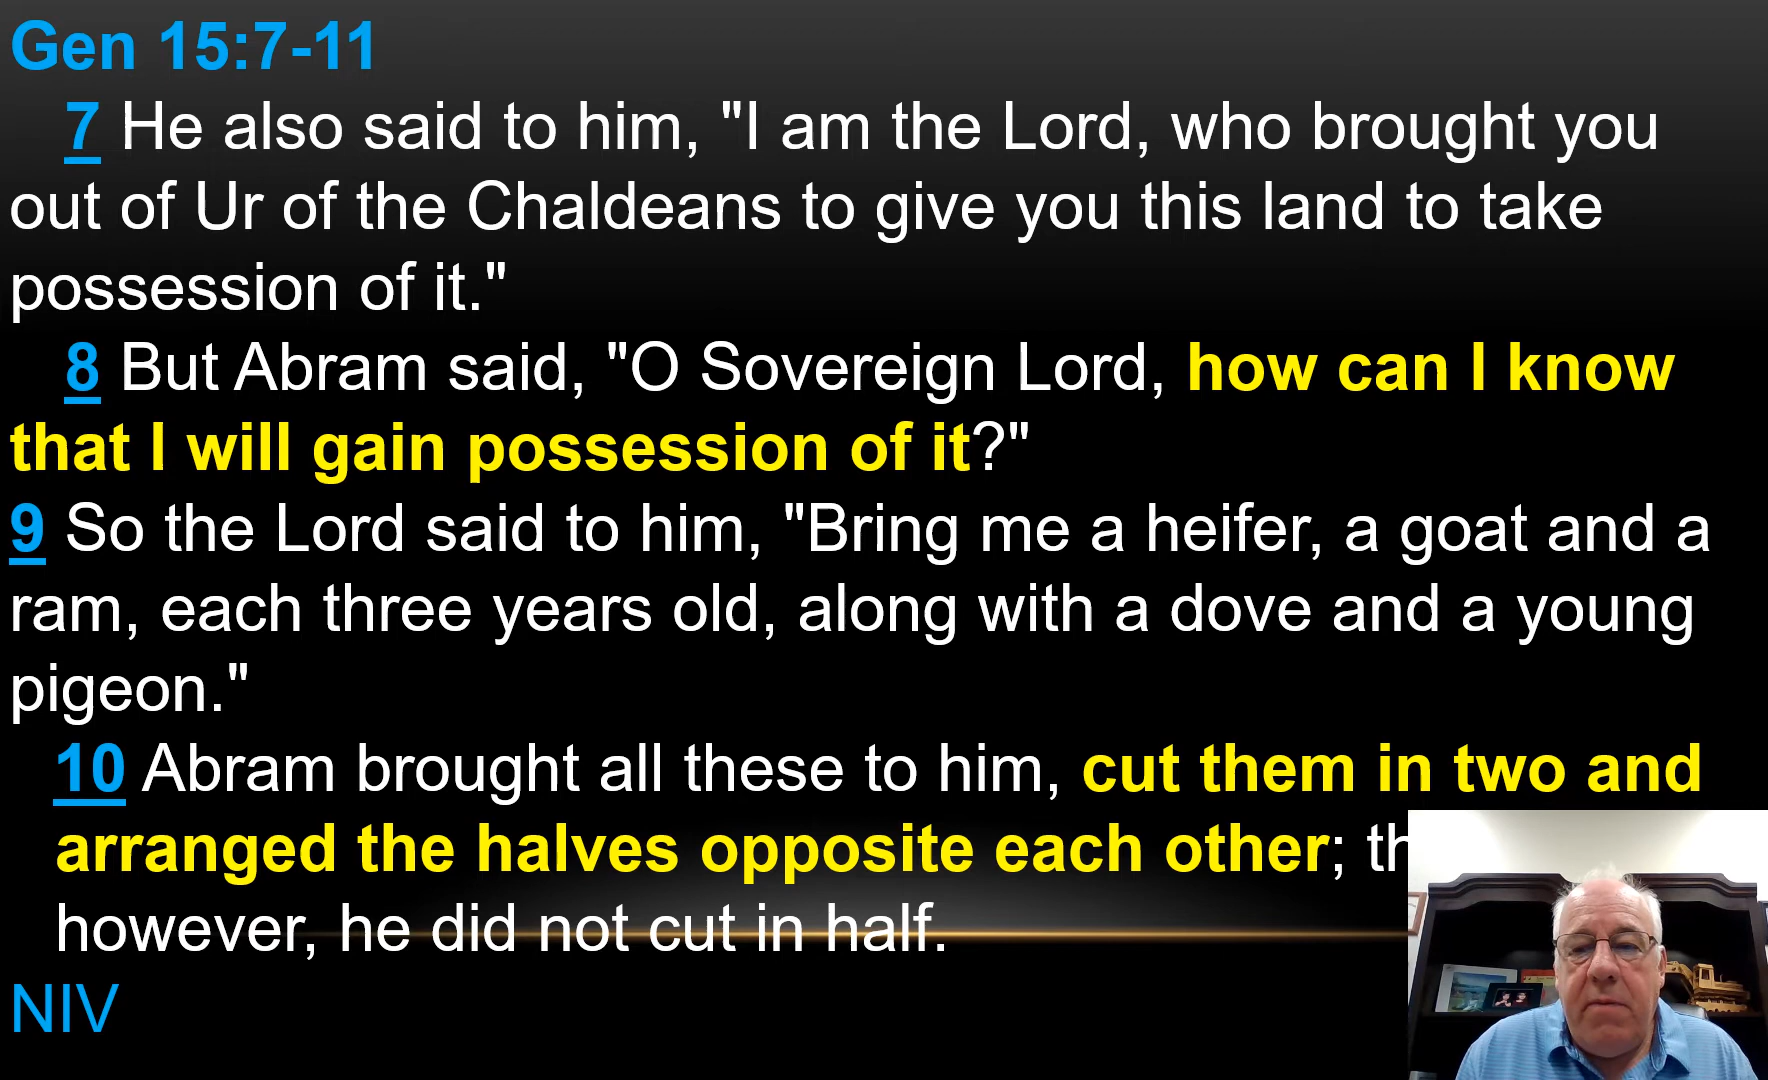 Gen 15:7-11
7 He also said to him, "I am the Lord, who brought you
out of Ur of the Chaldeans to give you this land to take
possession of it."
8 But Abram said, "O Sovereign Lord, how can I know
that I will gain possession of it?"
9 So the Lord said to him, "Bring me a heifer, a goat and a
ram, each three years old, along with a dove and a young
pigeon."
10 Abram brought all these to him, cut them in two and
arranged the halves opposite each other;
however, he did not cut in half.
NIV